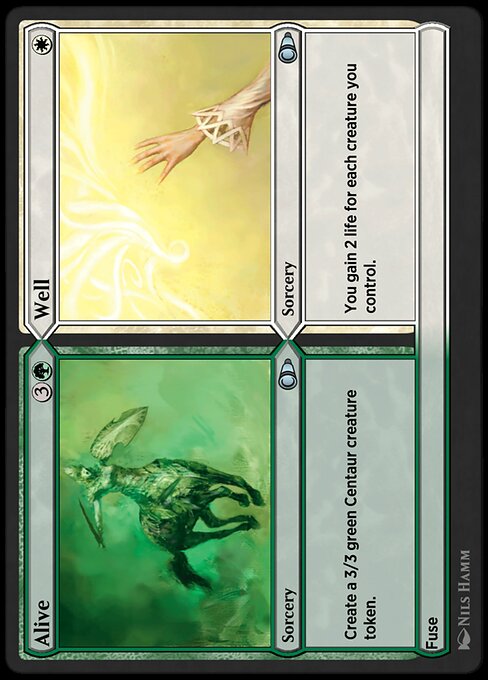 Alive 3
Sorcery
Create a 3/3 green Centaur creature
token.
Well
Sorcery
You gain 2 life for each creature you
control.
Fuse
NILS HAMM